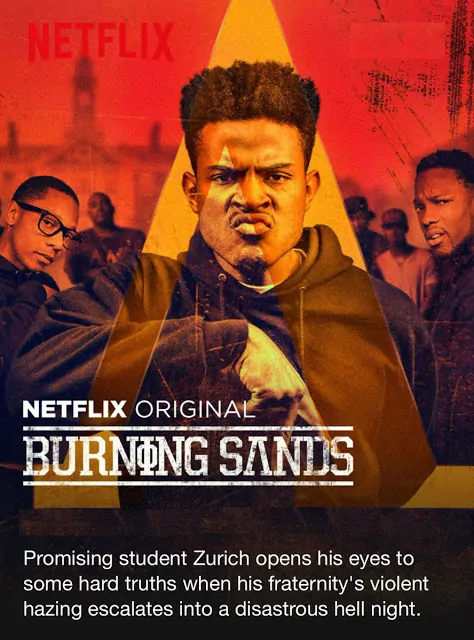 NETFLIX
NETFLIX ORIGINAL
BURNING SANDS
Promising student Zurich opens his eyes to
some hard truths when his fraternity's violent
hazing escalates into a disastrous hell night.